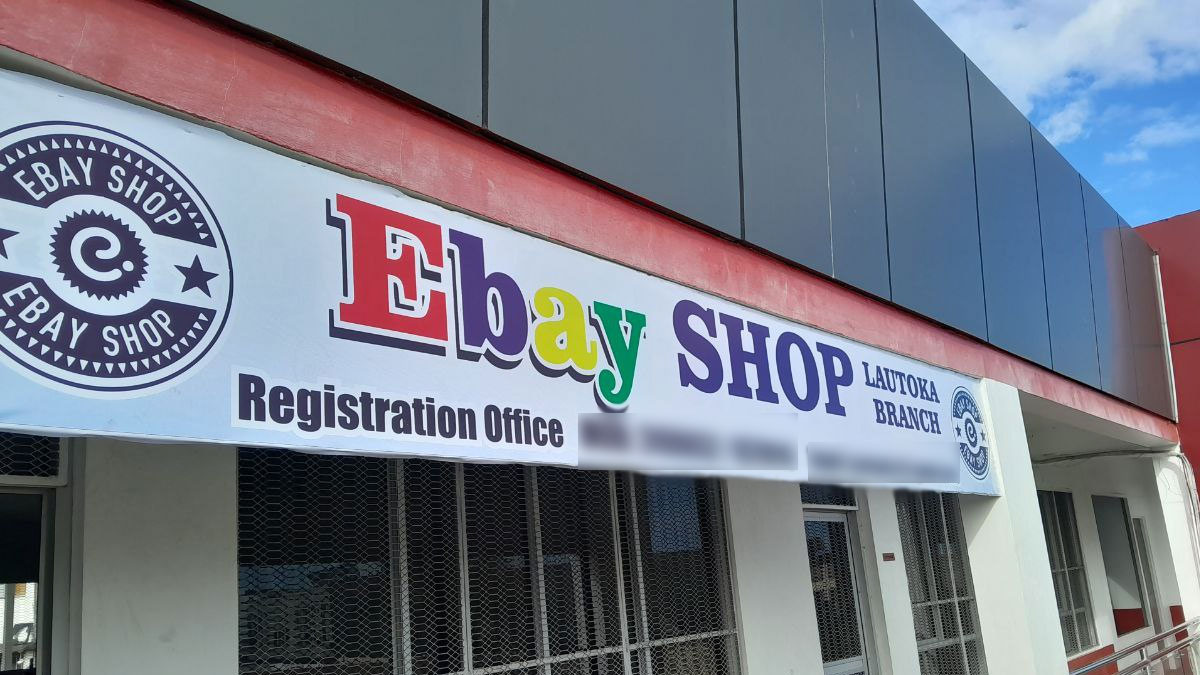 EBAY SHOP
e.
EBAY SHOP
Ebay SHOP
LAUTOKA
BRANCH
Registration Office